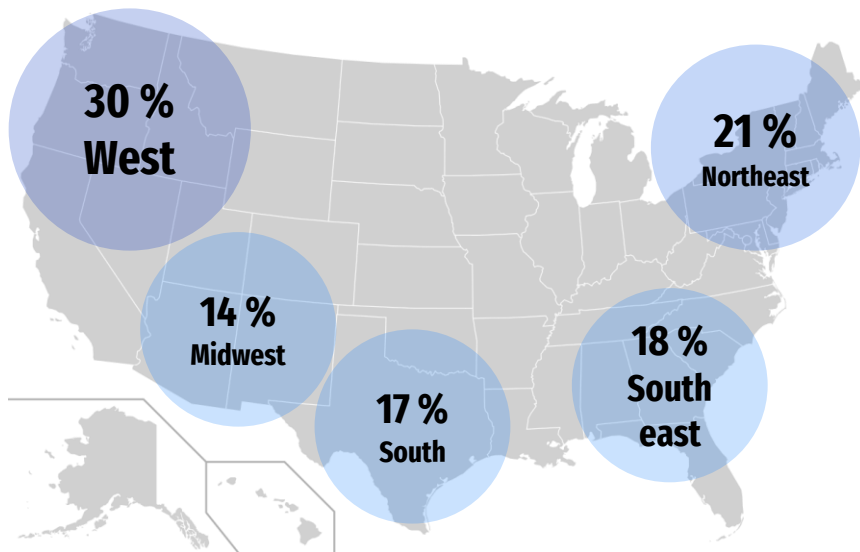 30 %
West
21 %
Northeast
14 %
Midwest
18 %
South
east
17 %
South